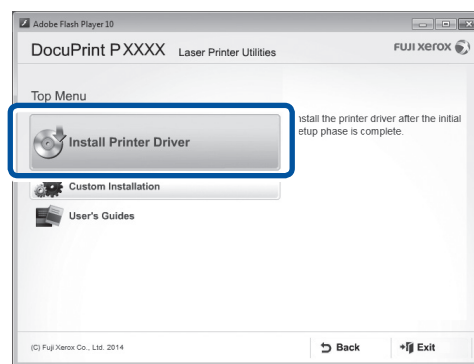 Adobe Flash Player 10
DocuPrint P XXXX Laser Printer Utilities
FUJI XEROX
Top Menu
Install Printer Driver
nstall the printer driver after the initial
etup phase is complete.
Custom Installation
User's Guides
(C) Fuji Xerox Co., Ltd. 2014
Back
Exit